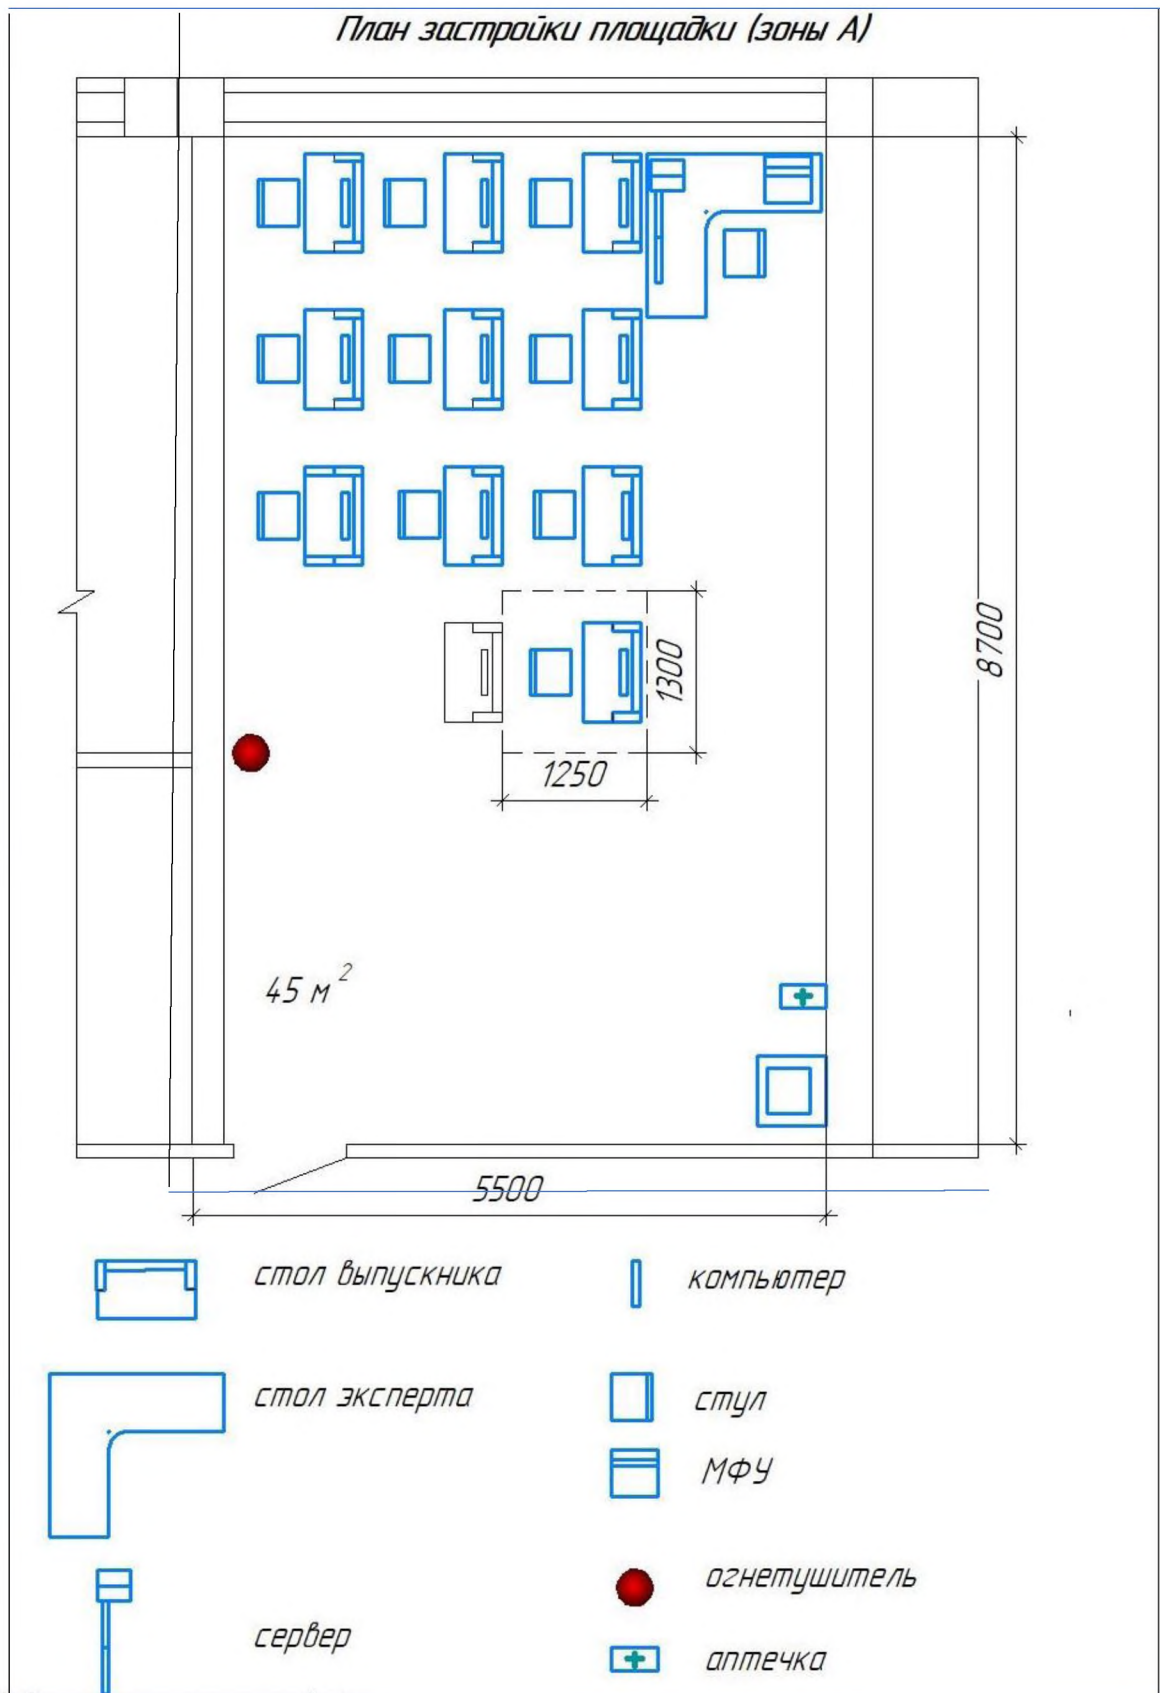 План застройки площадки (зоны А)
8700
1300
1250
45 м²
5500
стол выпускника
компьютер
стол эксперта
стул
МФУ
огнетушитель
сервер
аптечка